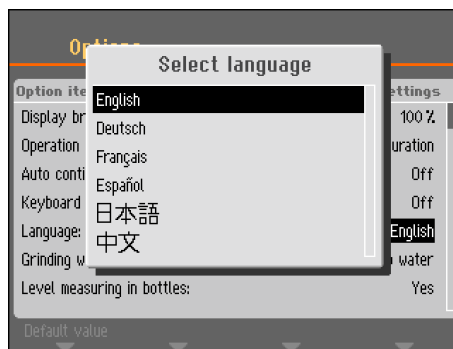 Options
Select language
Option ite
ettings
English
Display br
100 %
Deutsch
Operation
uration
Français
Auto conti
Off
Español
Keyboard
Off
日本語
Language:
English
中文
Grinding w
water
Level measuring in bottles:
Yes
Default value